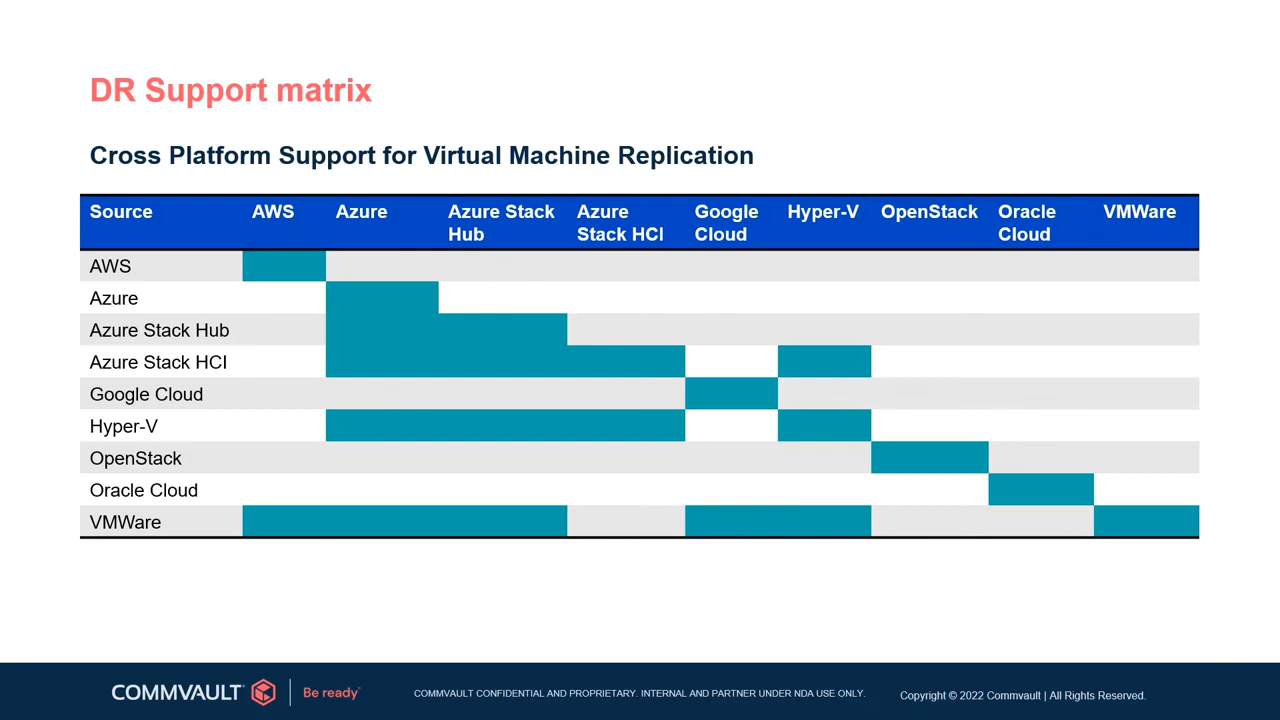 DR Support matrix
Cross Platform Support for Virtual Machine Replication
Source AWS Azure Azure Stack Hub Azure Stack HCI Google Cloud Hyper-V OpenStack Oracle Cloud VMWare
AWS
Azure
Azure Stack Hub
Azure Stack HCI
Google Cloud
Hyper-V
OpenStack
Oracle Cloud
VMWare
COMMVAULT Be ready COMMVAULT CONFIDENTIAL AND PROPRIETARY. INTERNAL AND PARTNER UNDER NDA USE ONLY. Copyright © 2022 Commvault | All Rights Reserved.